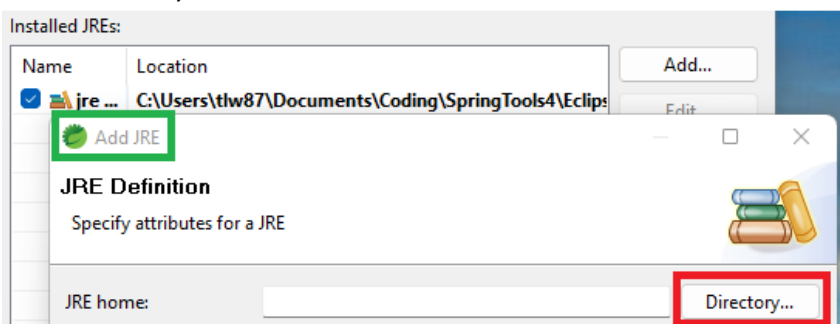 Installed JREs:
Name Location Add...
jre ... C:\Users\tlw87\Documents\Coding\SpringTools4\Eclips
Edit
Add JRE
JRE Definition
Specify attributes for a JRE
JRE home: Directory...